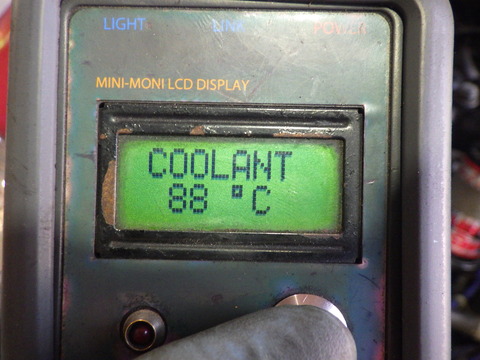 LIGHT LINK POWER
MINI-MONI LCD DISPLAY
COOLANT
88 °C